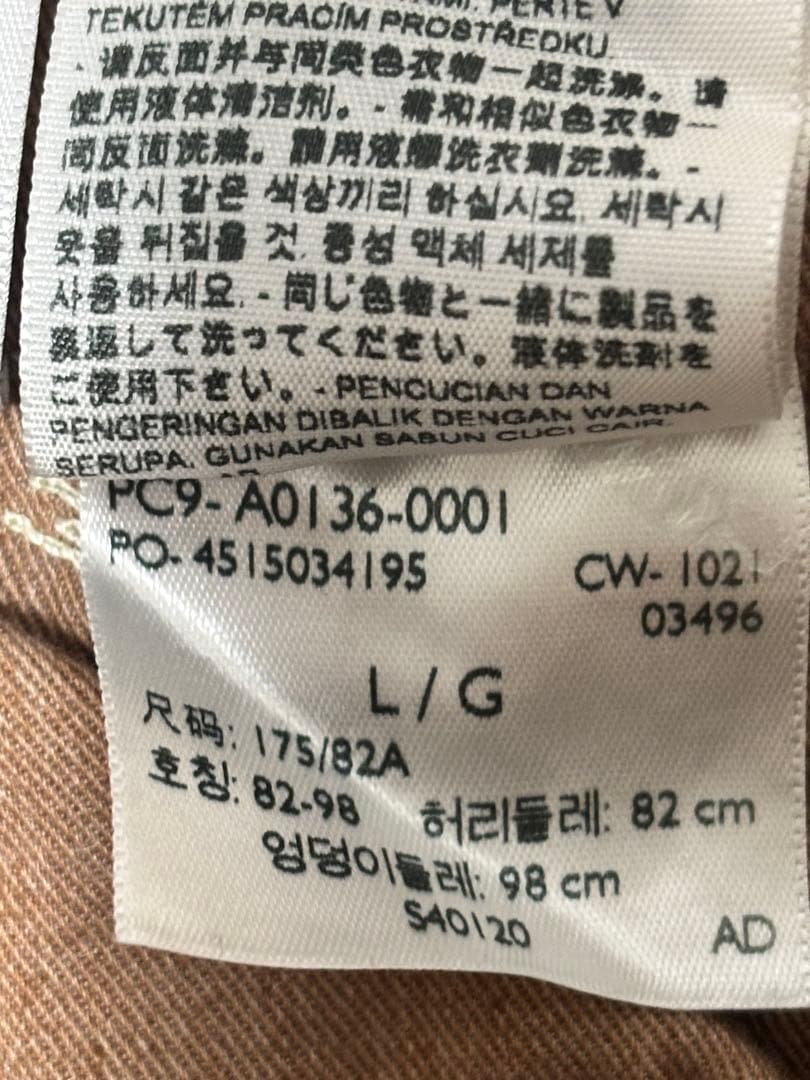 PERTE V
TEKUTÉM PRACÍM PROSTŘEDKU.
- 请反面并与同类色衣物一起洗涤。请
使用液体清洁剂。- 需和相似色衣物一
同反面洗滌。請用液體洗衣劑洗滌。-
세탁시 같은 색상끼리 하십시요. 세탁시
옷을 뒤집을 것. 중성 액체 세제를
사용하세요. - 同じ色物と一緒に製品を
裏返して洗ってください。液体洗剤を
ご使用下さい。- PENCUCIAN DAN
PENGERINGAN DIBALIK DENGAN WARNA
SERUPA. GUNAKAN SABUN CUCI CAIR.
PC9- A0136-0001
PO- 4515034195
CW- 1021
03496
L / G
尺码: 175/82A
호칭: 82-98 허리둘레: 82 cm
엉덩이둘레: 98 cm
S40120
AD